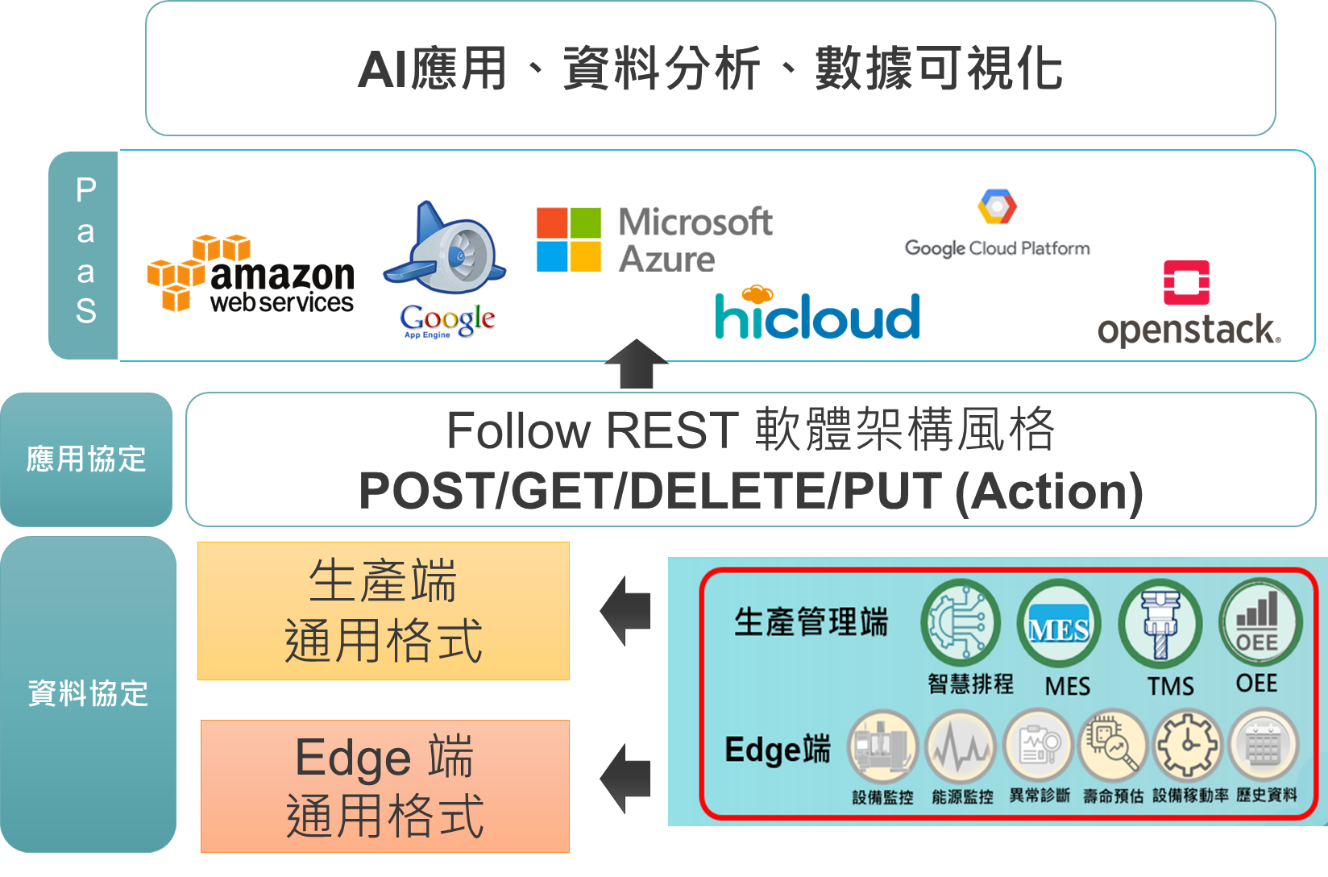 AI應用、資料分析、數據可視化
P
a
a
S
amazon
web services
Google
App Engine
Microsoft
Azure
Google Cloud Platform
hicloud
openstack.
應用協定
Follow REST 軟體架構風格
POST/GET/DELETE/PUT (Action)
資料協定
生產端
通用格式
Edge 端
通用格式
生產管理端
MES
OEE
智慧排程
MES
TMS
OEE
Edge端
設備監控
能源監控
異常診斷
壽命預估
設備稼動率
歷史資料